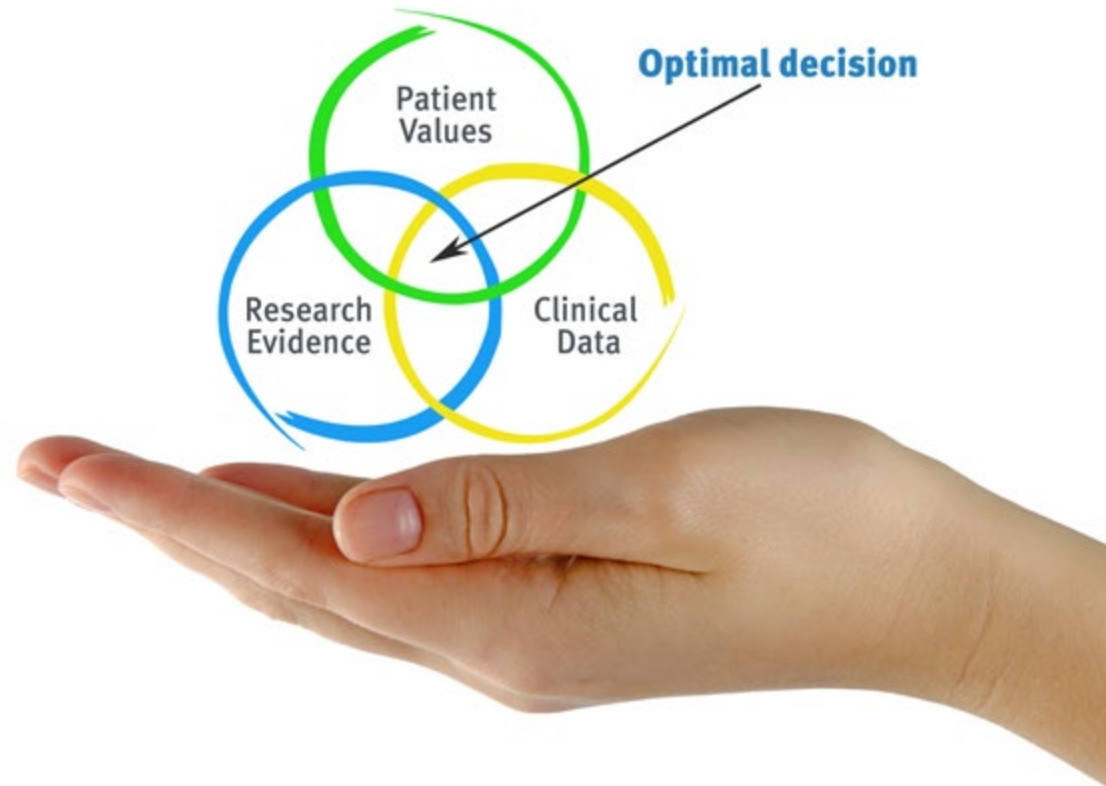 Optimal decision
Patient
Values
Research
Evidence
Clinical
Data